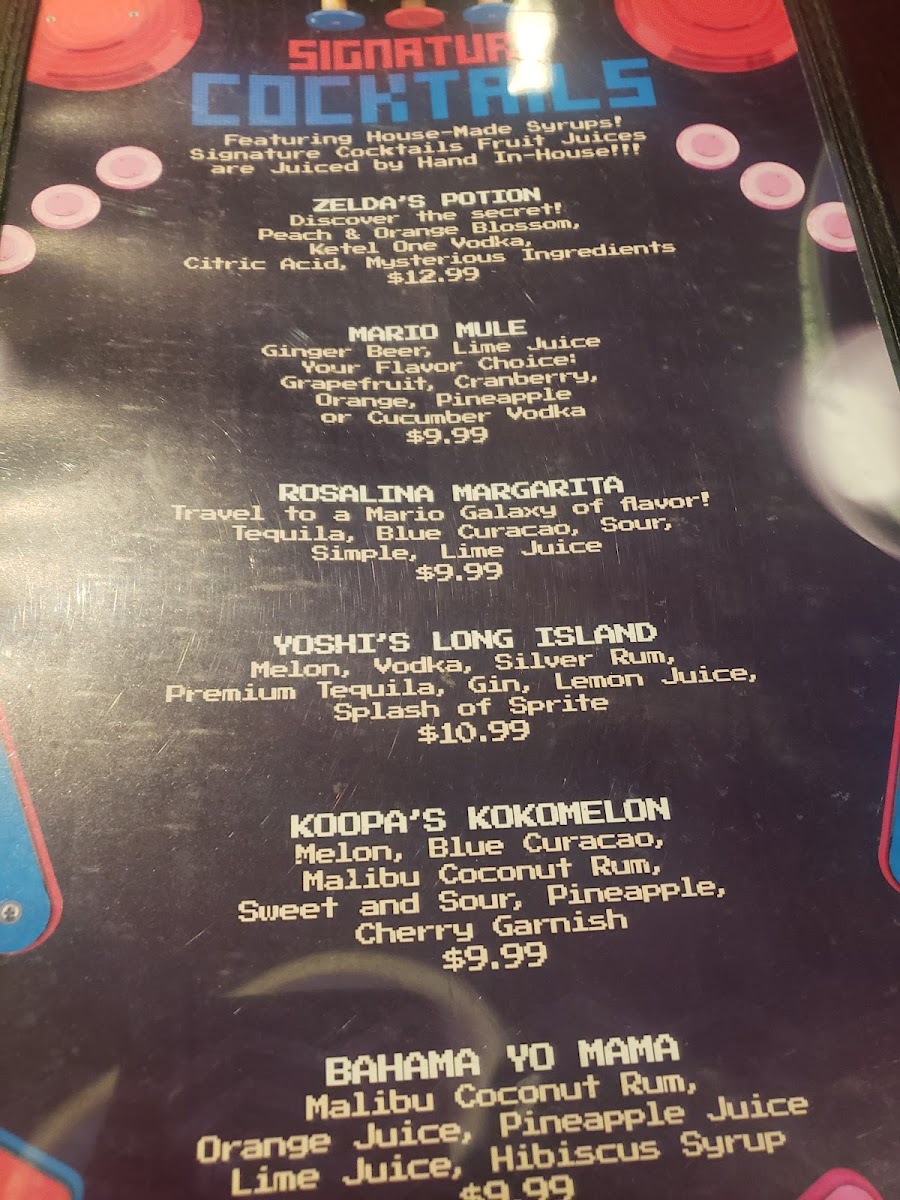 SIGNATURE
COCKTAILS
Featuring House-Made Syrups!
Signature Cocktails Fruit Juices
are Juiced by Hand In-House!!!
ZELDA'S POTION
Discover the secret!
Peach & Orange Blossom,
Ketel One Vodka,
Citric Acid, Mysterious Ingredients
$12.99
MARIO MULE
Ginger Beer, Lime Juice
Your Flavor Choice:
Grapefruit, Cranberry,
Orange, Pineapple
or Cucumber Vodka
$9.99
ROSALINA MARGARITA
Travel to a Mario Galaxy of flavor!
Tequila, Blue Curacao, Sour,
Simple, Lime Juice
$9.99
YOSHI'S LONG ISLAND
Melon, Vodka, Silver Rum,
Premium Tequila, Gin, Lemon Juice,
Splash of Sprite
$10.99
KOOPA'S KOKOMELON
Melon, Blue Curacao,
Malibu Coconut Rum,
Sweet and Sour, Pineapple,
Cherry Garnish
$9.99
BAHAMA YO MAMA
Malibu Coconut Rum,
Orange Juice, Pineapple Juice
Lime Juice, Hibiscus Syrup
$9.99